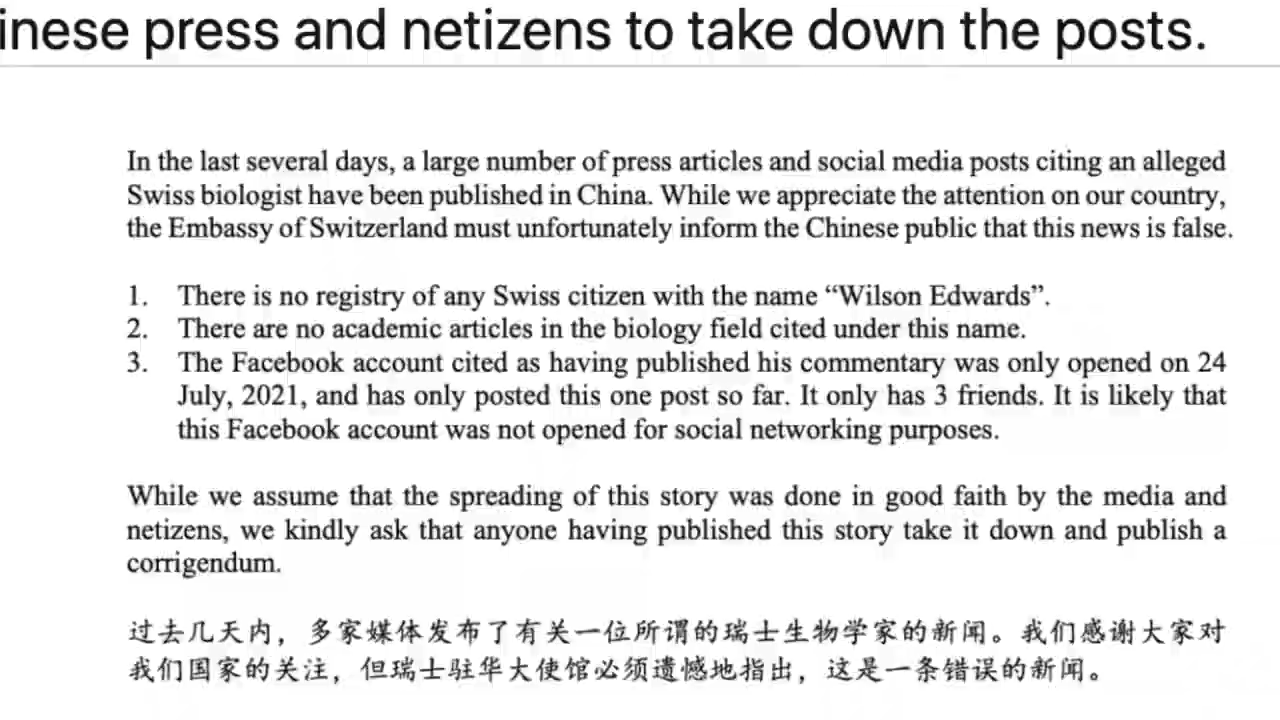 inese press and netizens to take down the posts.
In the last several days, a large number of press articles and social media posts citing an alleged
Swiss biologist have been published in China. While we appreciate the attention on our country,
the Embassy of Switzerland must unfortunately inform the Chinese public that this news is false.
1. There is no registry of any Swiss citizen with the name “Wilson Edwards”.
2. There are no academic articles in the biology field cited under this name.
3. The Facebook account cited as having published his commentary was only opened on 24
July, 2021, and has only posted this one post so far. It only has 3 friends. It is likely that
this Facebook account was not opened for social networking purposes.
While we assume that the spreading of this story was done in good faith by the media and
netizens, we kindly ask that anyone having published this story take it down and publish a
corrigendum.
过去几天内，多家媒体发布了有关一位所谓的瑞士生物学家的新闻。我们感谢大家对
我们国家的关注，但瑞士驻华大使馆必须遗憾地指出，这是一条错误的新闻。